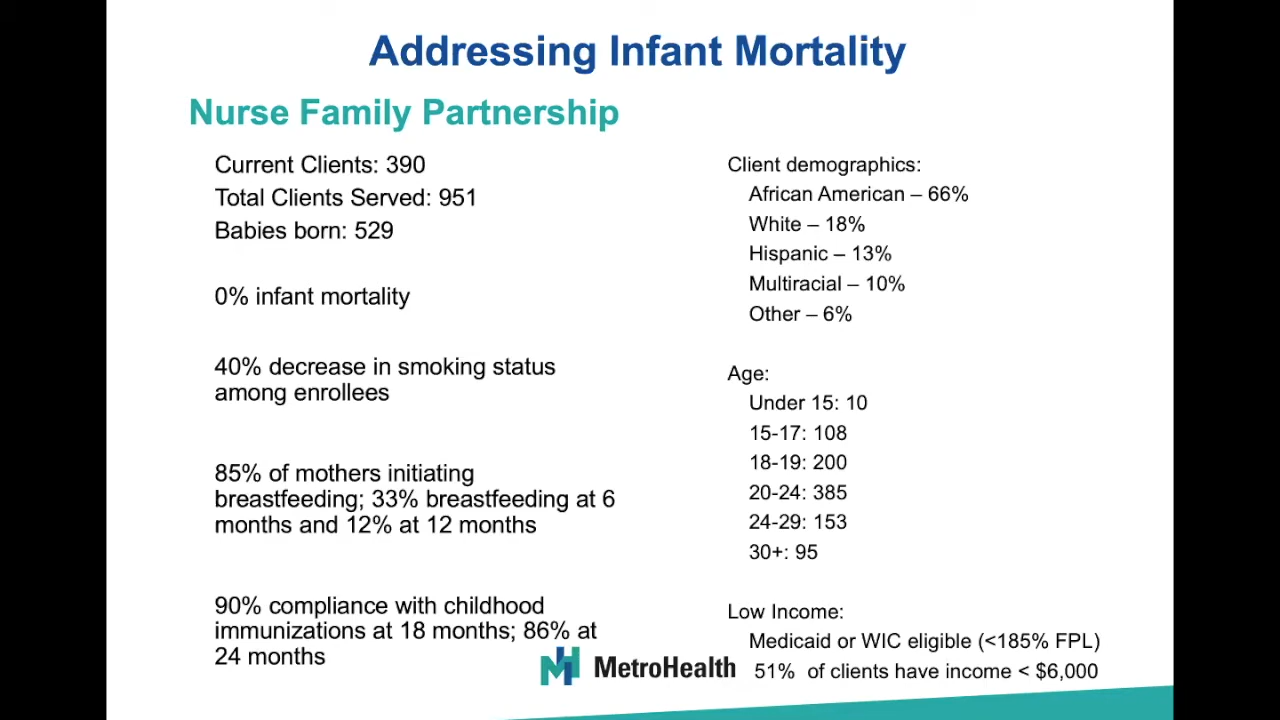 Addressing Infant Mortality
Nurse Family Partnership
Current Clients: 390
Total Clients Served: 951
Babies born: 529
0% infant mortality
40% decrease in smoking status
among enrollees
85% of mothers initiating
breastfeeding; 33% breastfeeding at 6
months and 12% at 12 months
90% compliance with childhood
immunizations at 18 months; 86% at
24 months
Client demographics:
African American – 66%
White – 18%
Hispanic – 13%
Multiracial – 10%
Other – 6%
Age:
Under 15: 10
15-17: 108
18-19: 200
20-24: 385
24-29: 153
30+: 95
Low Income:
Medicaid or WIC eligible (<185% FPL)
51% of clients have income < $6,000
MetroHealth